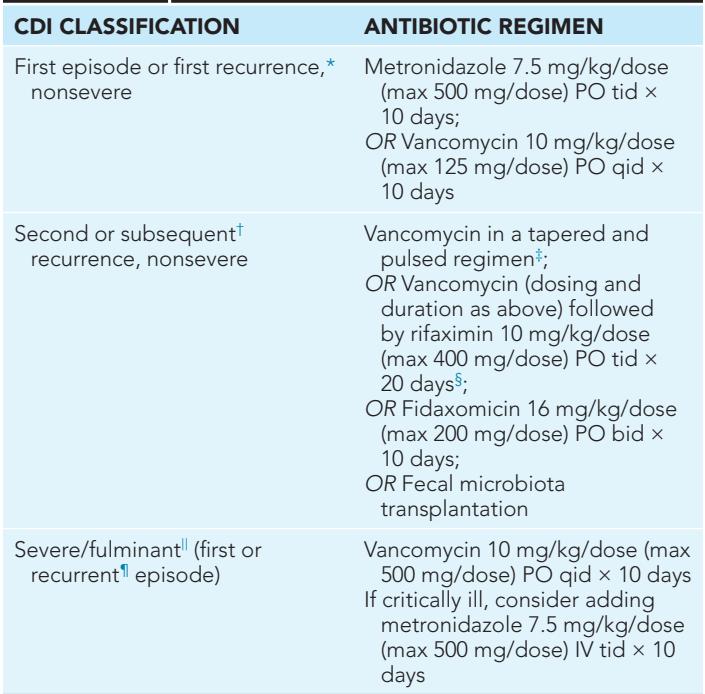 CDI CLASSIFICATION
ANTIBIOTIC REGIMEN
First episode or first recurrence,*
nonsevere
Metronidazole 7.5 mg/kg/dose
(max 500 mg/dose) PO tid ×
10 days;
OR Vancomycin 10 mg/kg/dose
(max 125 mg/dose) PO qid ×
10 days
Second or subsequent†
recurrence, nonsevere
Vancomycin in a tapered and
pulsed regimen‡;
OR Vancomycin (dosing and
duration as above) followed
by rifaximin 10 mg/kg/dose
(max 400 mg/dose) PO tid ×
20 days§;
OR Fidaxomicin 16 mg/kg/dose
(max 200 mg/dose) PO bid ×
10 days;
OR Fecal microbiota
transplantation
Severe/fulminant|| (first or
recurrent¶ episode)
Vancomycin 10 mg/kg/dose (max
500 mg/dose) PO qid × 10 days
If critically ill, consider adding
metronidazole 7.5 mg/kg/dose
(max 500 mg/dose) IV tid × 10
days